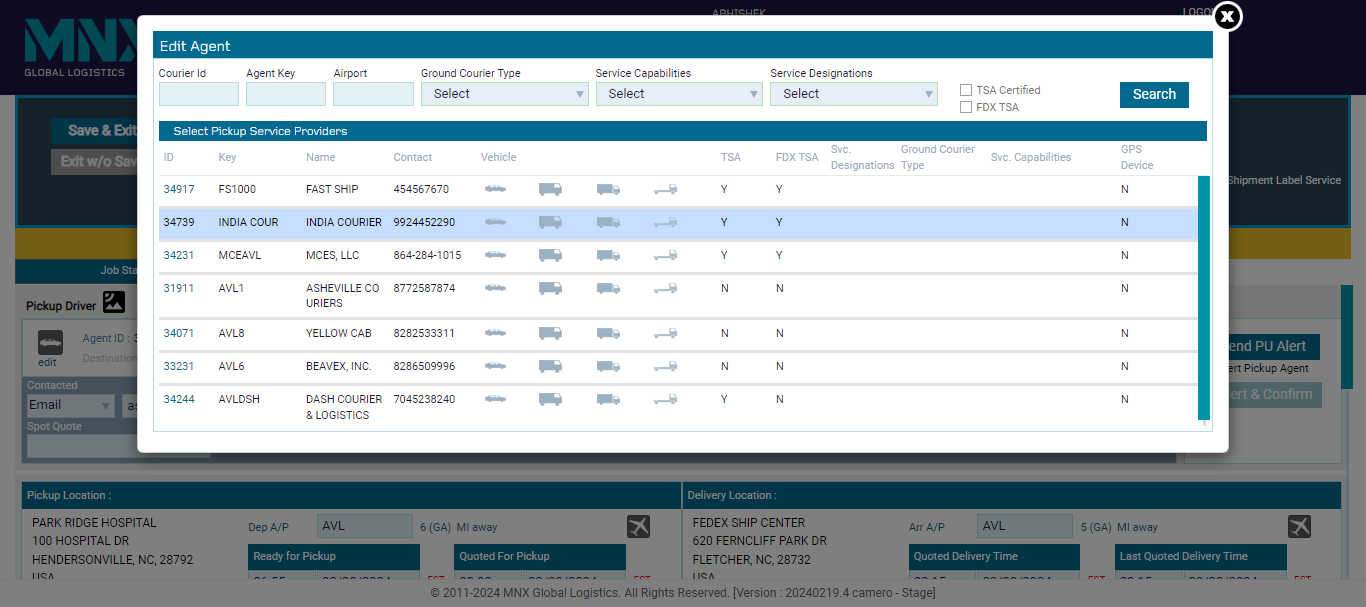 MNX
GLOBAL LOGISTICS
ABHISHEK
Edit Agent
Courier Id Agent Key Airport Ground Courier Type Service Capabilities Service Designations
Select Select Select
TSA Certified
FDX TSA
Search
Save & Exit
Select Pickup Service Providers
ID Key Name Contact Vehicle TSA FDX TSA Svc. Designations Ground Courier Type Svc. Capabilities GPS Device
34917 FS1000 FAST SHIP 454567670 Y Y N
Shipment Label Service
34739 INDIA COUR INDIA COURIER 9924452290 Y Y N
34231 MCEAVL MCES, LLC 864-284-1015 Y Y N
31911 AVL1 ASHEVILLE CO 8772587874 N N N
URIERS
34071 AVL8 YELLOW CAB 8282533311 N N N
33231 AVL6 BEAVEX, INC. 8286509996 N N N
34244 AVLDSH DASH COURIER 7045238240 Y N N
& LOGISTICS
Exit w/o Sav
Job Sta
Pickup Driver
Agent ID : 3
edit
Destination
Contacted
Email as
Spot Quote
end PU Alert
ert Pickup Agent
ert & Confirm
Pickup Location :
PARK RIDGE HOSPITAL
100 HOSPITAL DR
HENDERSONVILLE, NC, 28792
USA
Dep A/P AVL 6 (GA) MI away
Ready for Pickup Quoted For Pickup
Delivery Location :
FEDEX SHIP CENTER
620 FERNCLIFF PARK DR
FLETCHER, NC, 28732
USA
Arr A/P AVL 5 (GA) MI away
Quoted Delivery Time Last Quoted Delivery Time
© 2011-2024 MNX Global Logistics. All Rights Reserved. [Version : 20240219.4 camero - Stage]